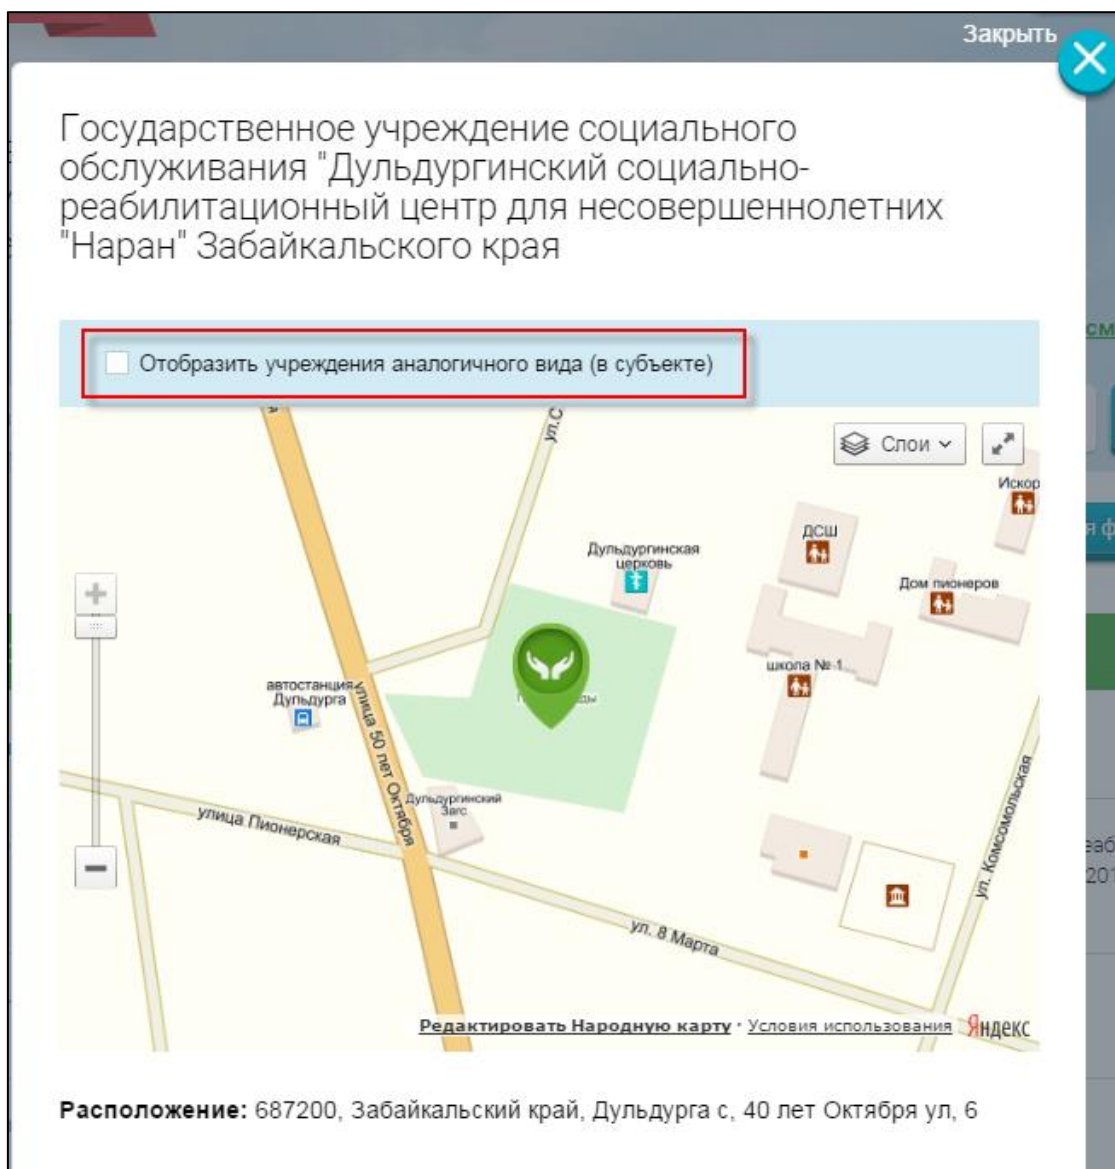 Закрыть
Государственное учреждение социального
обслуживания "Дульдургинский социально-
реабилитационный центр для несовершеннолетних
"Наран" Забайкальского края
Отобразить учреждения аналогичного вида (в субъекте)
ул.С
Слои
Искор
ДСШ
Дульдургинская
церковь
Дом пионеров
школа № 1
автостанция
Дульдурга
улица 50 лет Октября
Дульдургинский
Загс
улица Пионерская
ул. Комсомольская
ул. 8 Марта
Редактировать Народную карту · Условия использования Яндекс
Расположение: 687200, Забайкальский край, Дульдурга с, 40 лет Октября ул, 6